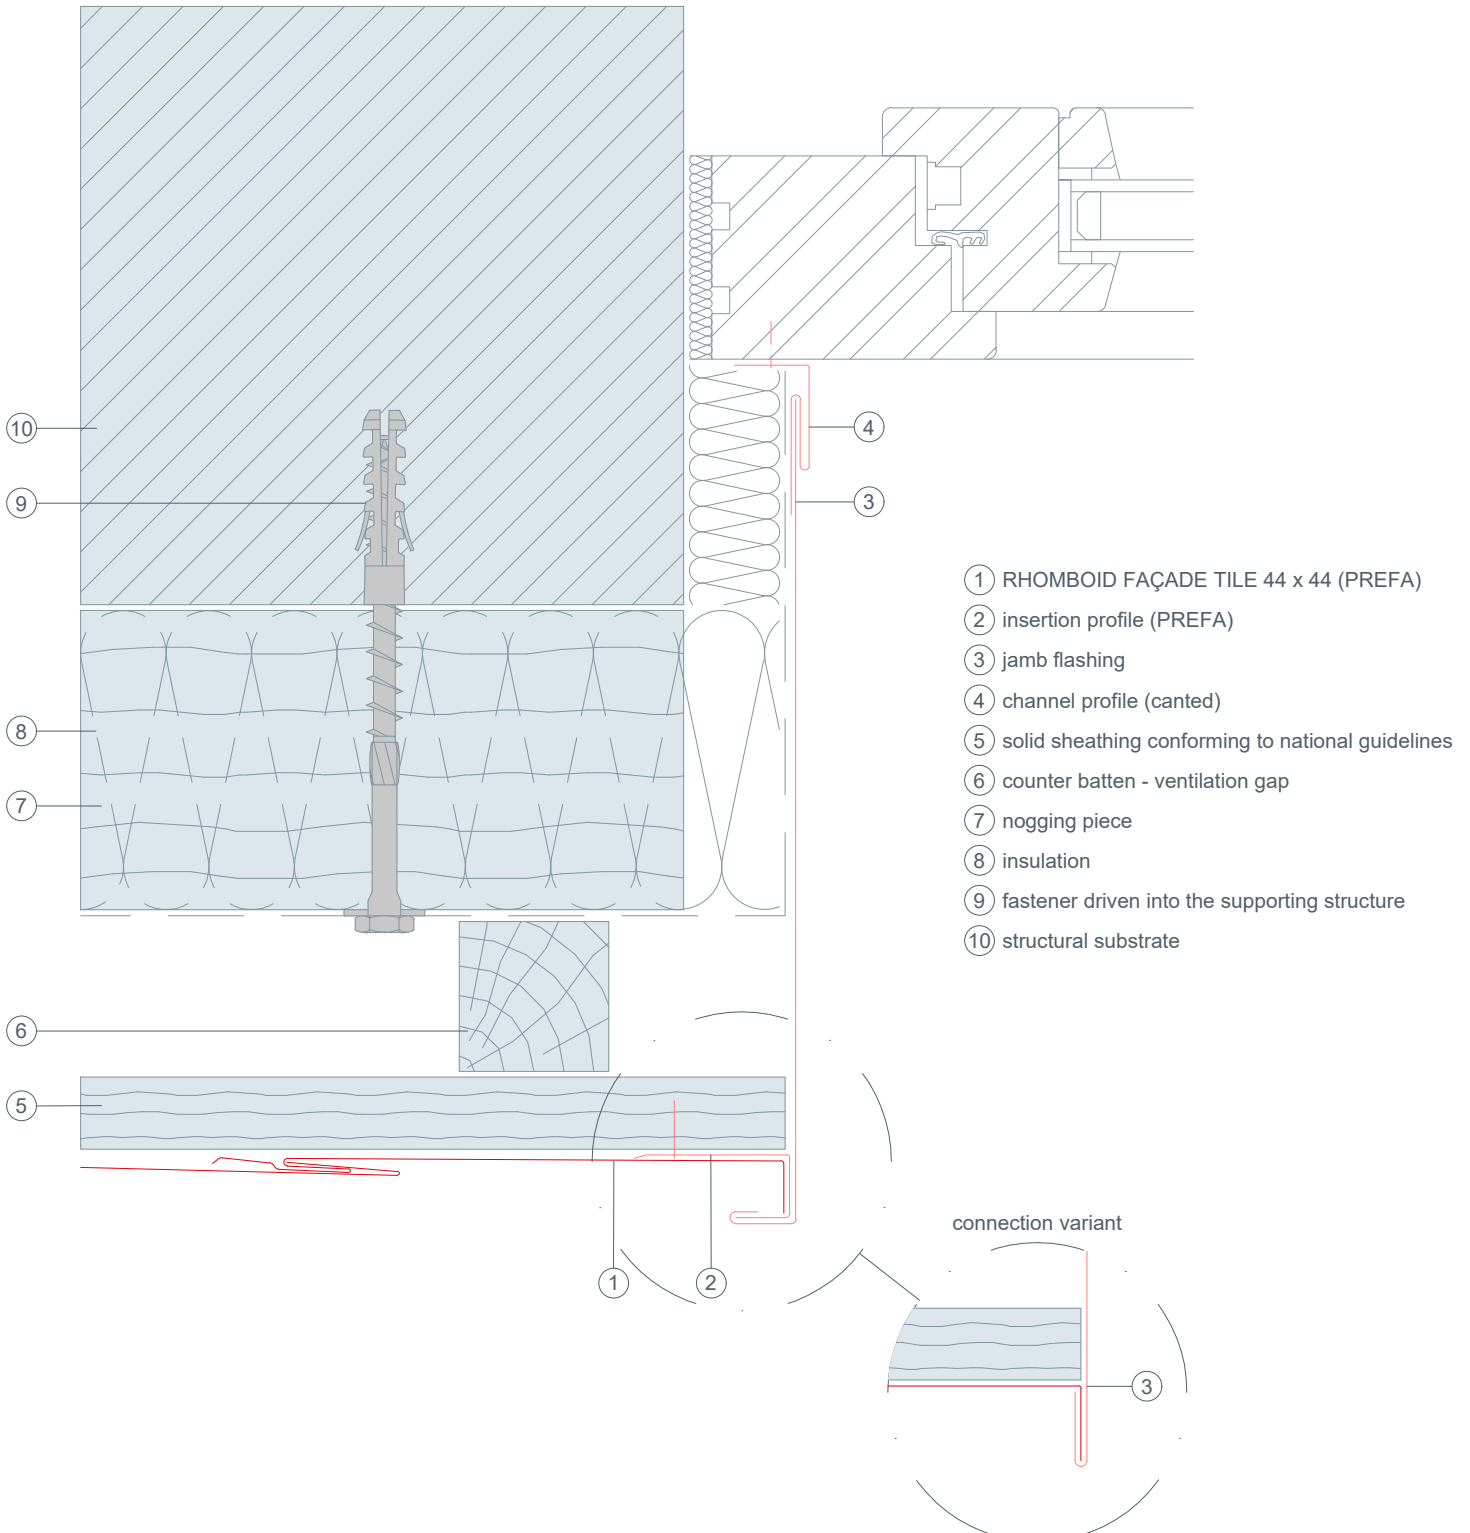 10
9
4
3
1 RHOMBOID FAÇADE TILE 44 x 44 (PREFA)
2 insertion profile (PREFA)
3 jamb flashing
4 channel profile (canted)
5 solid sheathing conforming to national guidelines
6 counter batten - ventilation gap
7 nogging piece
8 insulation
9 fastener driven into the supporting structure
10 structural substrate
8
7
6
5
1
2
connection variant
3